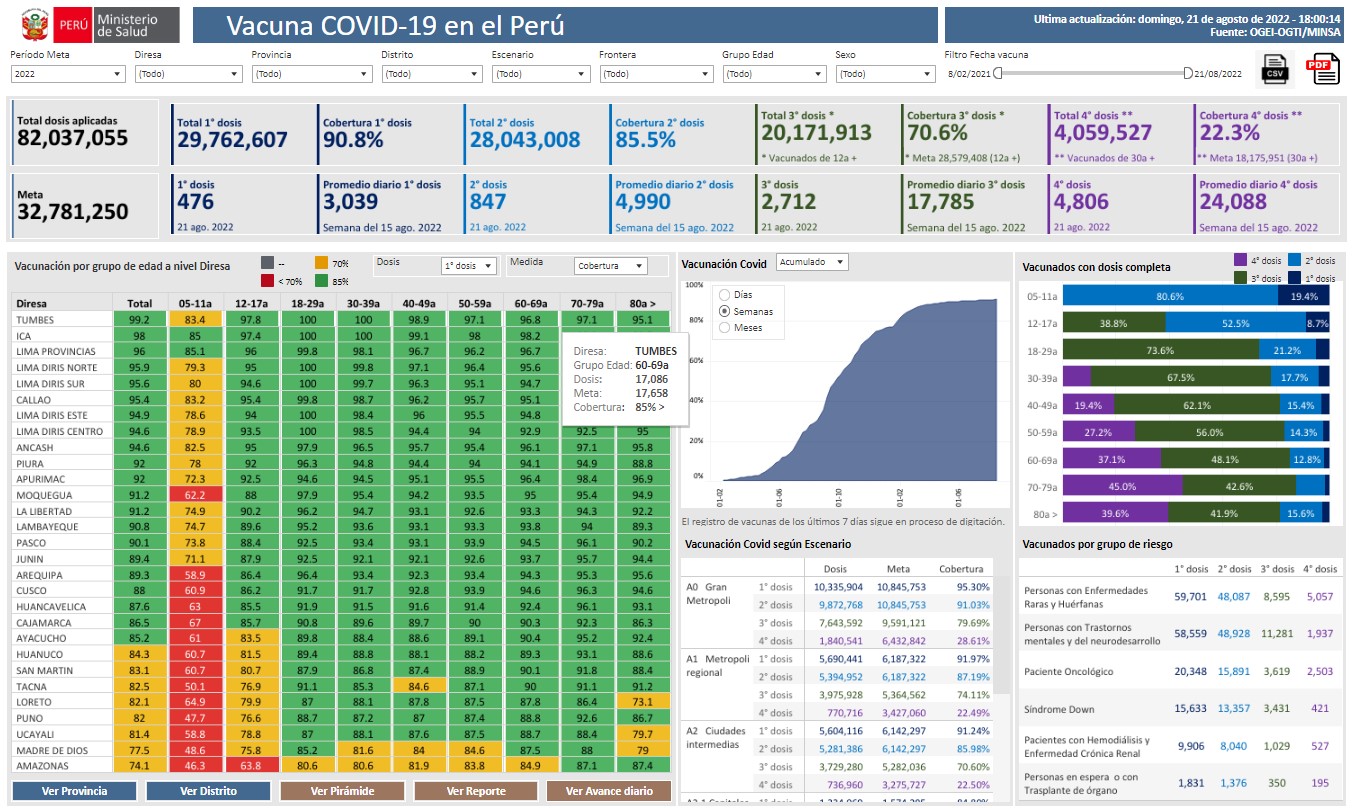 PERÚ Ministerio de Salud
Vacuna COVID-19 en el Perú
Ultima actualización: domingo, 21 de agosto de 2022 - 18:00:14
Fuente: OGEI-OGTI/MINSA
Período Meta Diresa Provincia Distrito Escenario Frontera Grupo Edad Sexo Filtro Fecha vacuna
2022 (Todo) (Todo) (Todo) (Todo) (Todo) (Todo) (Todo) 8/02/2021 21/08/2022 CSV PDF
Total dosis aplicadas
82,037,055
Total 1° dosis
29,762,607
Cobertura 1° dosis
90.8%
Total 2° dosis
28,043,008
Cobertura 2° dosis
85.5%
Total 3° dosis *
20,171,913
* Vacunados de 12a +
Cobertura 3° dosis *
70.6%
* Meta 28,579,408 (12a +)
Total 4° dosis **
4,059,527
** Vacunados de 30a +
Cobertura 4° dosis **
22.3%
** Meta 18,175,951 (30a +)
Meta
32,781,250
1° dosis
476
21 ago. 2022
Promedio diario 1° dosis
3,039
Semana del 15 ago. 2022
2° dosis
847
21 ago. 2022
Promedio diario 2° dosis
4,990
Semana del 15 ago. 2022
3° dosis
2,712
21 ago. 2022
Promedio diario 3° dosis
17,785
Semana del 15 ago. 2022
4° dosis
4,806
21 ago. 2022
Promedio diario 4° dosis
24,088
Semana del 15 ago. 2022
Vacunación por grupo de edad a nivel Diresa
-- 70%
< 70% 85%
Dosis 1° dosis Medida Cobertura
Diresa Total 05-11a 12-17a 18-29a 30-39a 40-49a 50-59a 60-69a 70-79a 80a >
TUMBES 99.2 83.4 97.8 100 100 98.9 97.1 96.8 97.1 95.1
ICA 98 85 97.4 100 100 99.1 98 98.2
LIMA PROVINCIAS 96 85.1 96 99.8 98.1 96.7 96.2 96.7
LIMA DIRIS NORTE 95.9 79.3 95 100 99.8 97.1 96.4 95.6
LIMA DIRIS SUR 95.6 80 94.6 100 99.7 96.3 95.1 94.7
CALLAO 95.4 83.2 95.4 100 99.8 96.2 95.7 95.1
LIMA DIRIS ESTE 94.9 78.6 94 100 98.4 96 95.5 94.8
LIMA DIRIS CENTRO 94.6 78.9 93.5 100 98.5 94.4 94 92.9 92.5 95
ANCASH 94.6 82.5 95 97.9 96.5 95.7 95.4 96.1 97.1 95.8
PIURA 92 78 92 96.3 94.8 94.4 94 94.1 94.9 88.8
APURIMAC 92 72.3 92.5 94.6 94.5 95.1 95.5 96.4 98.4 96.9
MOQUEGUA 91.2 62.2 88 97.9 95.4 94.2 93.5 95 95.4 94.9
LA LIBERTAD 91.2 74.9 90.2 96.2 94.7 93.1 93.6 93.3 94.3 92.2
LAMBAYEQUE 90.8 74.7 89.6 95.2 93.6 93.1 93.3 93.8 94 89.3
PASCO 90.1 73.8 88.4 92.5 93.4 93.1 93.9 94.5 96.1 90.2
JUNIN 89.4 71.1 87.9 92.5 92.1 92.1 92.6 93.7 95.7 94.4
AREQUIPA 89.3 58.9 86.4 96.4 93.4 92.3 93.4 94.3 95.3 95.6
CUSCO 88 60.9 86.2 91.7 91.7 92.8 93.9 94.4 96.5 94.6
HUANCAVELICA 87.6 63 85.5 91.9 91.5 91.6 91.4 92.4 96.1 93.1
CAJAMARCA 86.5 67 85.7 90.8 89.6 89.7 90 90.3 92.3 86.3
AYACUCHO 85.2 61 83.5 89.8 88.4 88.6 89.1 90.4 95.2 92.4
HUANUCO 84.3 60.7 81.5 89.4 88.8 88.1 88.2 89.3 93.1 88.6
SAN MARTIN 83.1 60.7 80.7 87.9 86.8 87.4 88.9 90.1 91.8 88.4
TACNA 82.5 50.1 76.9 91.1 85.3 84.6 87.1 90 91.1 91.2
LORETO 82.1 64.9 79.9 87 88.1 87.8 87.5 87.8 86.4 73.1
PUNO 82 47.7 76.6 88.7 87.2 87 87.4 88.8 92.6 86.7
UCAYALI 81.4 58.8 78.8 87 88.1 87.6 87.5 88.7 88.4 79.7
MADRE DE DIOS 77.5 48.6 75.8 85.2 81.6 84 84.6 87.5 88 79
AMAZONAS 74.1 46.3 63.8 80.6 80.6 81.9 83.8 84.9 87.1 87.4
Diresa: TUMBES
Grupo Edad: 60-69a
Dosis: 17,086
Meta: 17,658
Cobertura: 85% >
Ver Provincia Ver Distrito Ver Pirámide Ver Reporte Ver Avance diario
Vacunación Covid Acumulado
Días
Semanas
Meses
100%
80%
60%
40%
20%
0%
01-02 01-06 01-10 01-02 01-06
El registro de vacunas de los últimos 7 días sigue en proceso de digitación.
Vacunación Covid según Escenario
Dosis Meta Cobertura
A0 Gran Metropoli
1° dosis 10,335,904 10,845,753 95.30%
2° dosis 9,872,768 10,845,753 91.03%
3° dosis 7,643,592 9,591,121 79.69%
4° dosis 1,840,541 6,432,842 28.61%
A1 Metropoli regional
1° dosis 5,690,441 6,187,322 91.97%
2° dosis 5,394,952 6,187,322 87.19%
3° dosis 3,975,928 5,364,562 74.11%
4° dosis 770,716 3,427,060 22.49%
A2 Ciudades intermedias
1° dosis 5,604,116 6,142,297 91.24%
2° dosis 5,281,386 6,142,297 85.98%
3° dosis 3,729,280 5,282,036 70.60%
4° dosis 736,960 3,275,727 22.50%
Vacunados con dosis completa
4° dosis 2° dosis
3° dosis 1° dosis
05-11a 80.6% 19.4%
12-17a 38.8% 52.5% 8.7%
18-29a 73.6% 21.2%
30-39a 67.5% 17.7%
40-49a 19.4% 62.1% 15.4%
50-59a 27.2% 56.0% 14.3%
60-69a 37.1% 48.1% 12.8%
70-79a 45.0% 42.6%
80a > 39.6% 41.9% 15.6%
Vacunados por grupo de riesgo
1° dosis 2° dosis 3° dosis 4° dosis
Personas con Enfermedades Raras y Huérfanas 59,701 48,087 8,595 5,057
Personas con Trastornos mentales y del neurodesarrollo 58,559 48,928 11,281 1,937
Paciente Oncológico 20,348 15,891 3,619 2,503
Síndrome Down 15,633 13,357 3,431 421
Pacientes con Hemodiálisis y Enfermedad Crónica Renal 9,906 8,040 1,029 527
Personas en espera o con Trasplante de órgano 1,831 1,376 350 195